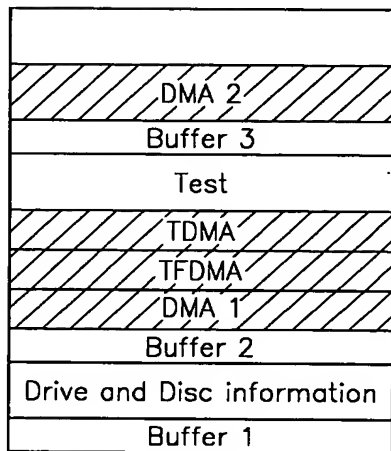 DMA 2
Buffer 3
Test
TDMA
TFDMA
DMA 1
Buffer 2
Drive and Disc information
Buffer 1